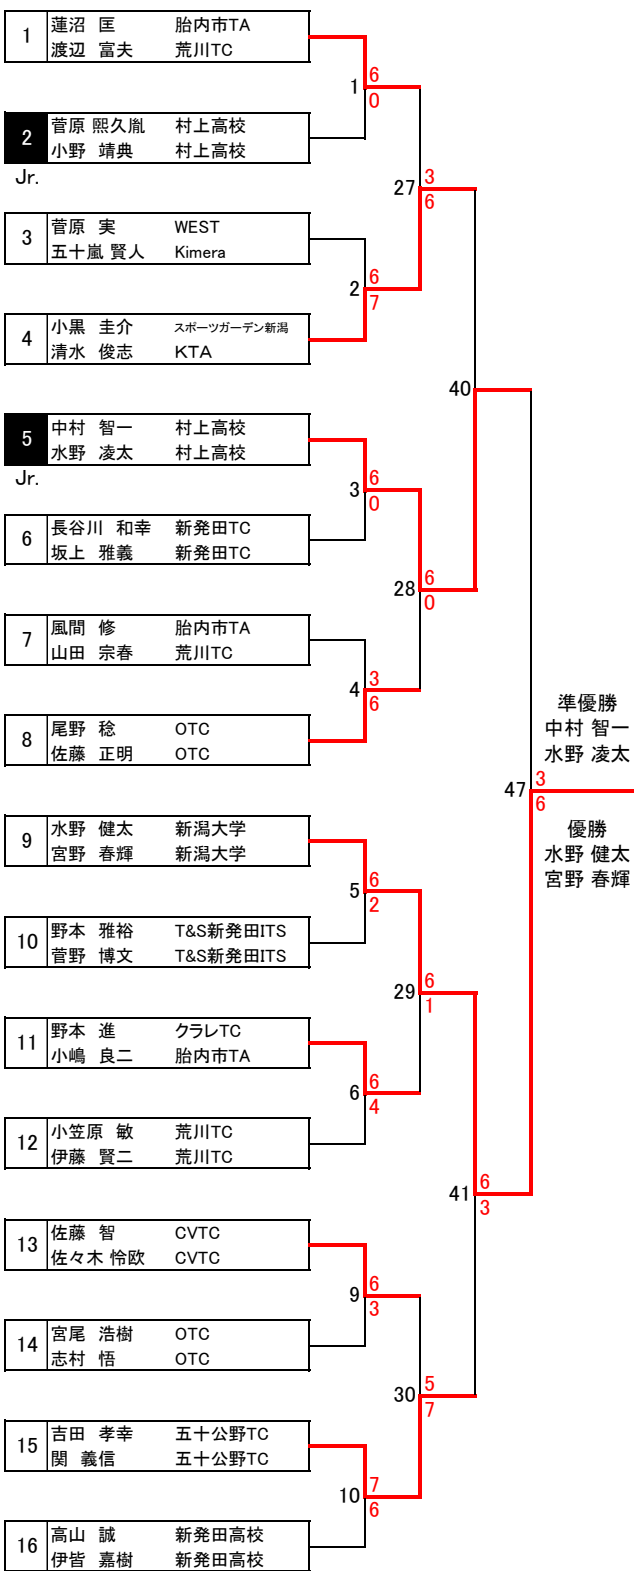 1 蓮沼 匡 胎内市TA
渡辺 富夫 荒川TC
1 6
0
2 菅原 熙久胤 村上高校
小野 靖典 村上高校
Jr.
27 3
6
3 菅原 実 WEST
五十嵐 賢人 Kimera
2 6
7
4 小黒 圭介 スポーツガーデン新潟
清水 俊志 KTA
40
5 中村 智一 村上高校
水野 凌太 村上高校
Jr.
3 6
0
6 長谷川 和幸 新発田TC
坂上 雅義 新発田TC
28 6
0
7 風間 修 胎内市TA
山田 宗春 荒川TC
4 3
6
8 尾野 稔 OTC
佐藤 正明 OTC
準優勝
中村 智一
水野 凌太
47 3
6
優勝
水野 健太
宮野 春輝
9 水野 健太 新潟大学
宮野 春輝 新潟大学
5 6
2
10 野本 雅裕 T&S新発田ITS
菅野 博文 T&S新発田ITS
29 6
1
11 野本 進 クラレTC
小嶋 良二 胎内市TA
6 6
4
12 小笠原 敏 荒川TC
伊藤 賢二 荒川TC
41 6
3
13 佐藤 智 CVTC
佐々木 怜欧 CVTC
9 6
3
14 宮尾 浩樹 OTC
志村 悟 OTC
30 5
7
15 吉田 孝幸 五十公野TC
関 義信 五十公野TC
10 7
6
16 高山 誠 新発田高校
伊皆 嘉樹 新発田高校